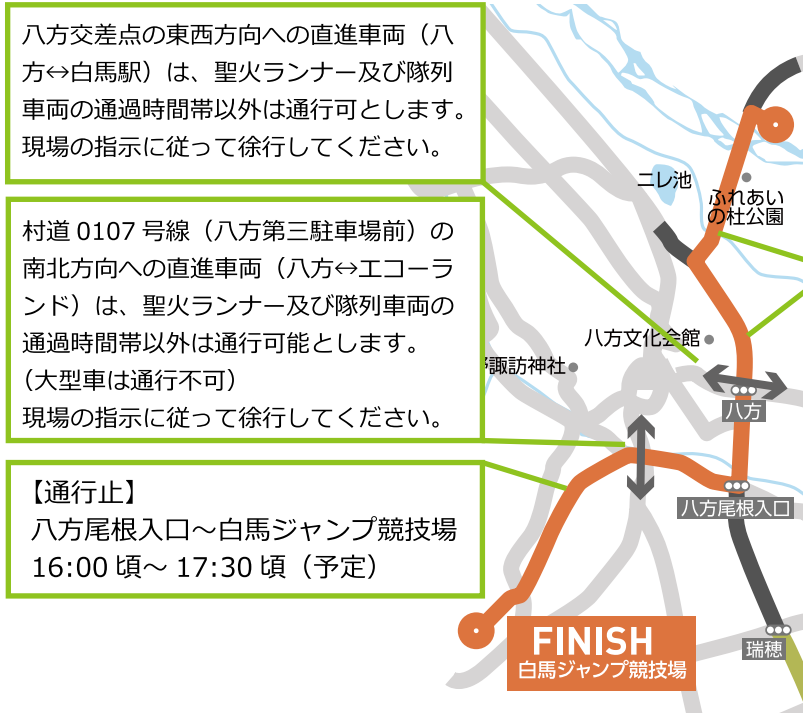 八方交差点の東西方向への直進車両（八
方↔白馬駅）は、聖火ランナー及び隊列
車両の通過時間帯以外は通行可とします。
現場の指示に従って徐行してください。
村道 0107 号線（八方第三駐車場前）の
南北方向への直進車両（八方↔エコーラ
ンド）は、聖火ランナー及び隊列車両の
通過時間帯以外は通行可能とします。
（大型車は通行不可）
現場の指示に従って徐行してください。
【通行止】
八方尾根入口～白馬ジャンプ競技場
16:00 頃～ 17:30 頃（予定）
ニレ池
ふれあい
の杜公園
八方文化会館
諏訪神社
八方
八方尾根入口
瑞穂
FINISH
白馬ジャンプ競技場